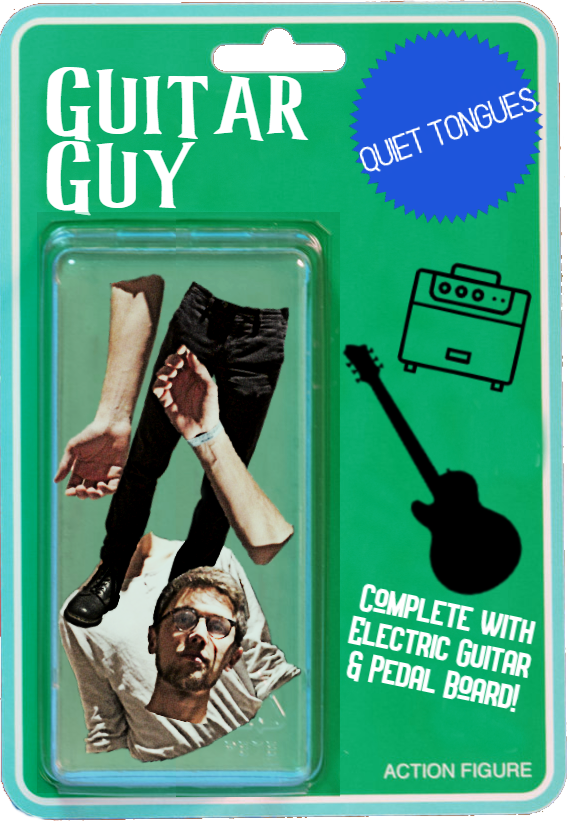 GUITAR
GUY
QUIET TONGUES
COMPLETE WITH
ELECTRIC GUITAR
& PEDAL BOARD!
ACTION FIGURE